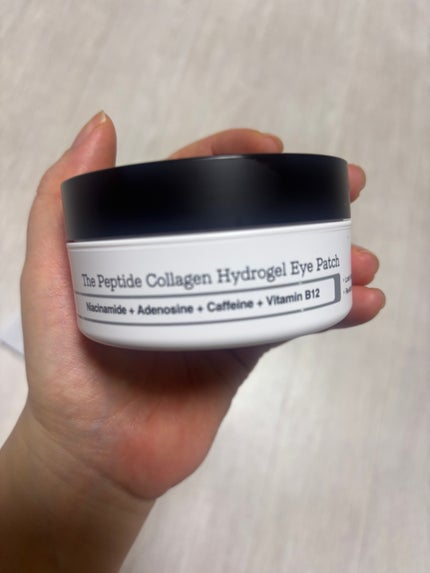 The Peptide Collagen Hydrogel Eye Patch
Niacinamide + Adenosine + Caffeine + Vitamin B12